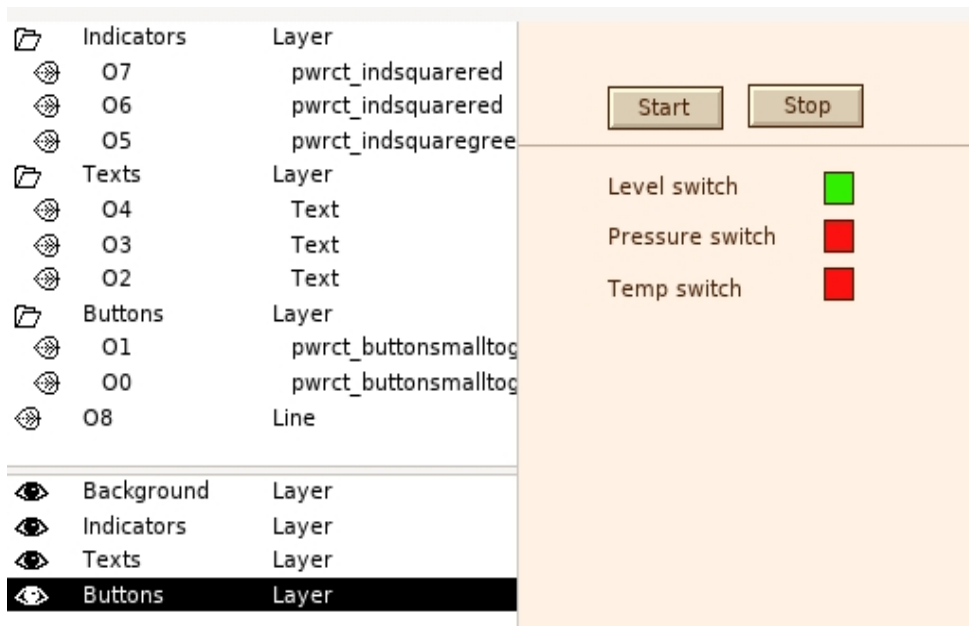 Indicators Layer
O7 pwrct_indsquarered
O6 pwrct_indsquarered
O5 pwrct_indsquaregree
Texts Layer
O4 Text
O3 Text
O2 Text
Buttons Layer
O1 pwrct_buttonsmalltog
O0 pwrct_buttonsmalltog
O8 Line
Background Layer
Indicators Layer
Texts Layer
Buttons Layer
Start Stop
Level switch
Pressure switch
Temp switch